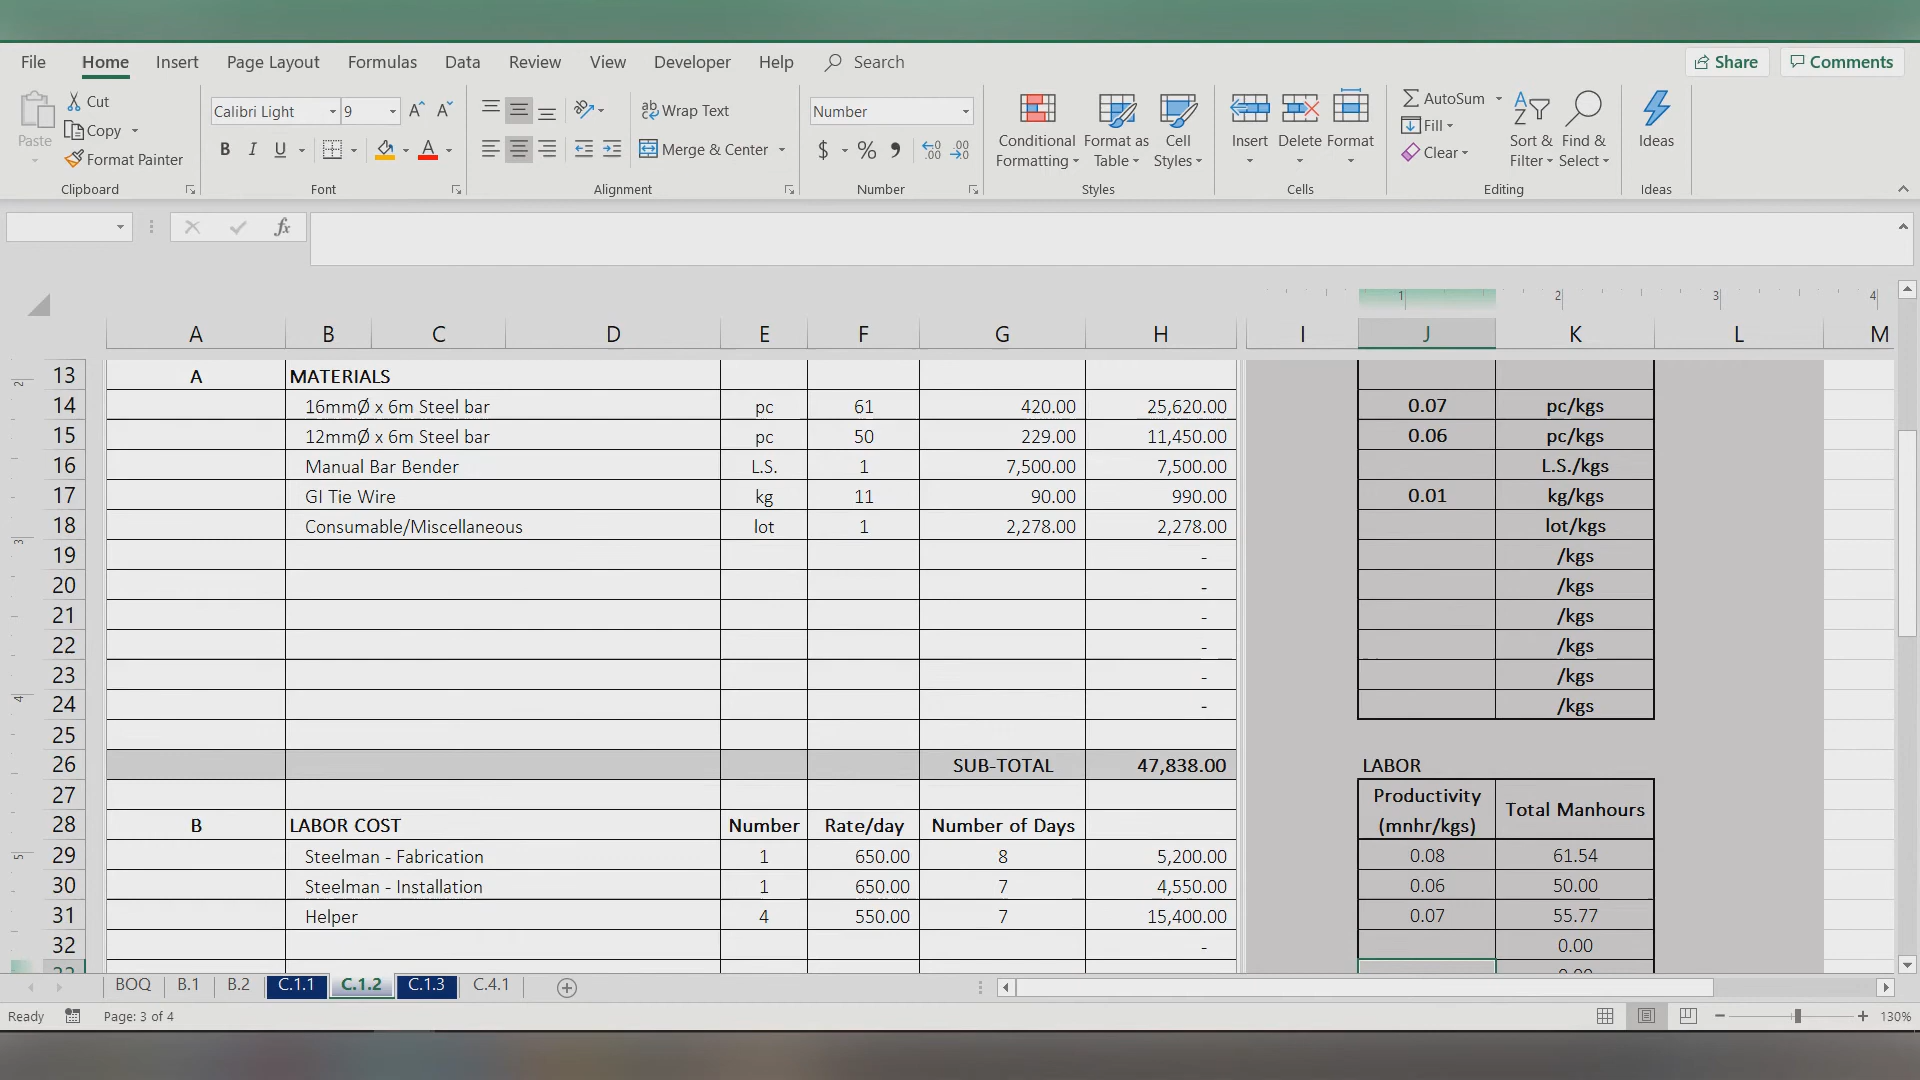 File Home Insert Page Layout Formulas Data Review View Developer Help Search Share Comments
Cut
Copy
Format Painter
Paste
Clipboard
Calibri Light 9
B I U
Font
Wrap Text
Merge & Center
Alignment
Number
$ % ,
Number
Conditional Formatting
Format as Table
Cell Styles
Styles
Insert Delete Format
Cells
AutoSum
Fill
Clear
Sort & Filter
Find & Select
Editing
Ideas
Ideas
fx
1 2 3 4
A B C D E F G H I J K L M
13 A MATERIALS
14 16mmØ x 6m Steel bar pc 61 420.00 25,620.00 0.07 pc/kgs
15 12mmØ x 6m Steel bar pc 50 229.00 11,450.00 0.06 pc/kgs
16 Manual Bar Bender L.S. 1 7,500.00 7,500.00 L.S./kgs
17 GI Tie Wire kg 11 90.00 990.00 0.01 kg/kgs
18 Consumable/Miscellaneous lot 1 2,278.00 2,278.00 lot/kgs
19 - /kgs
20 - /kgs
21 - /kgs
22 - /kgs
23 - /kgs
24 - /kgs
25
26 SUB-TOTAL 47,838.00 LABOR
27 Productivity
28 B LABOR COST Number Rate/day Number of Days (mnhr/kgs) Total Manhours
29 Steelman - Fabrication 1 650.00 8 5,200.00 0.08 61.54
30 Steelman - Installation 1 650.00 7 4,550.00 0.06 50.00
31 Helper 4 550.00 7 15,400.00 0.07 55.77
32 - 0.00
BOQ B.1 B.2 C.1.1 C.1.2 C.1.3 C.4.1
Ready Page: 3 of 4 130%